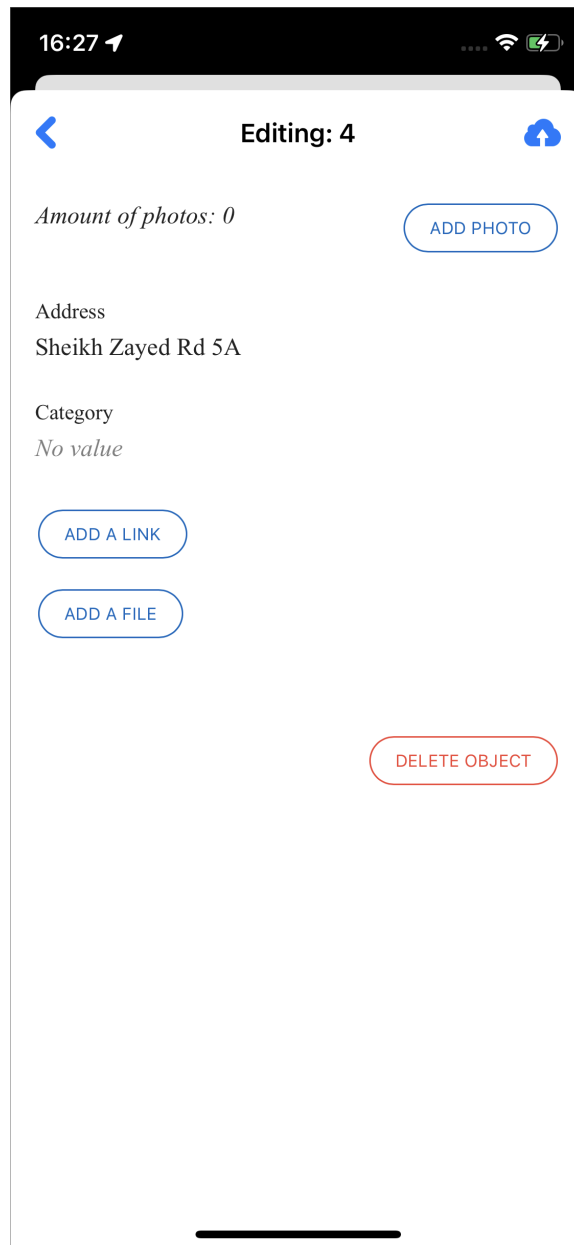 16:27
Editing: 4
Amount of photos: 0
ADD PHOTO
Address
Sheikh Zayed Rd 5A
Category
No value
ADD A LINK
ADD A FILE
DELETE OBJECT